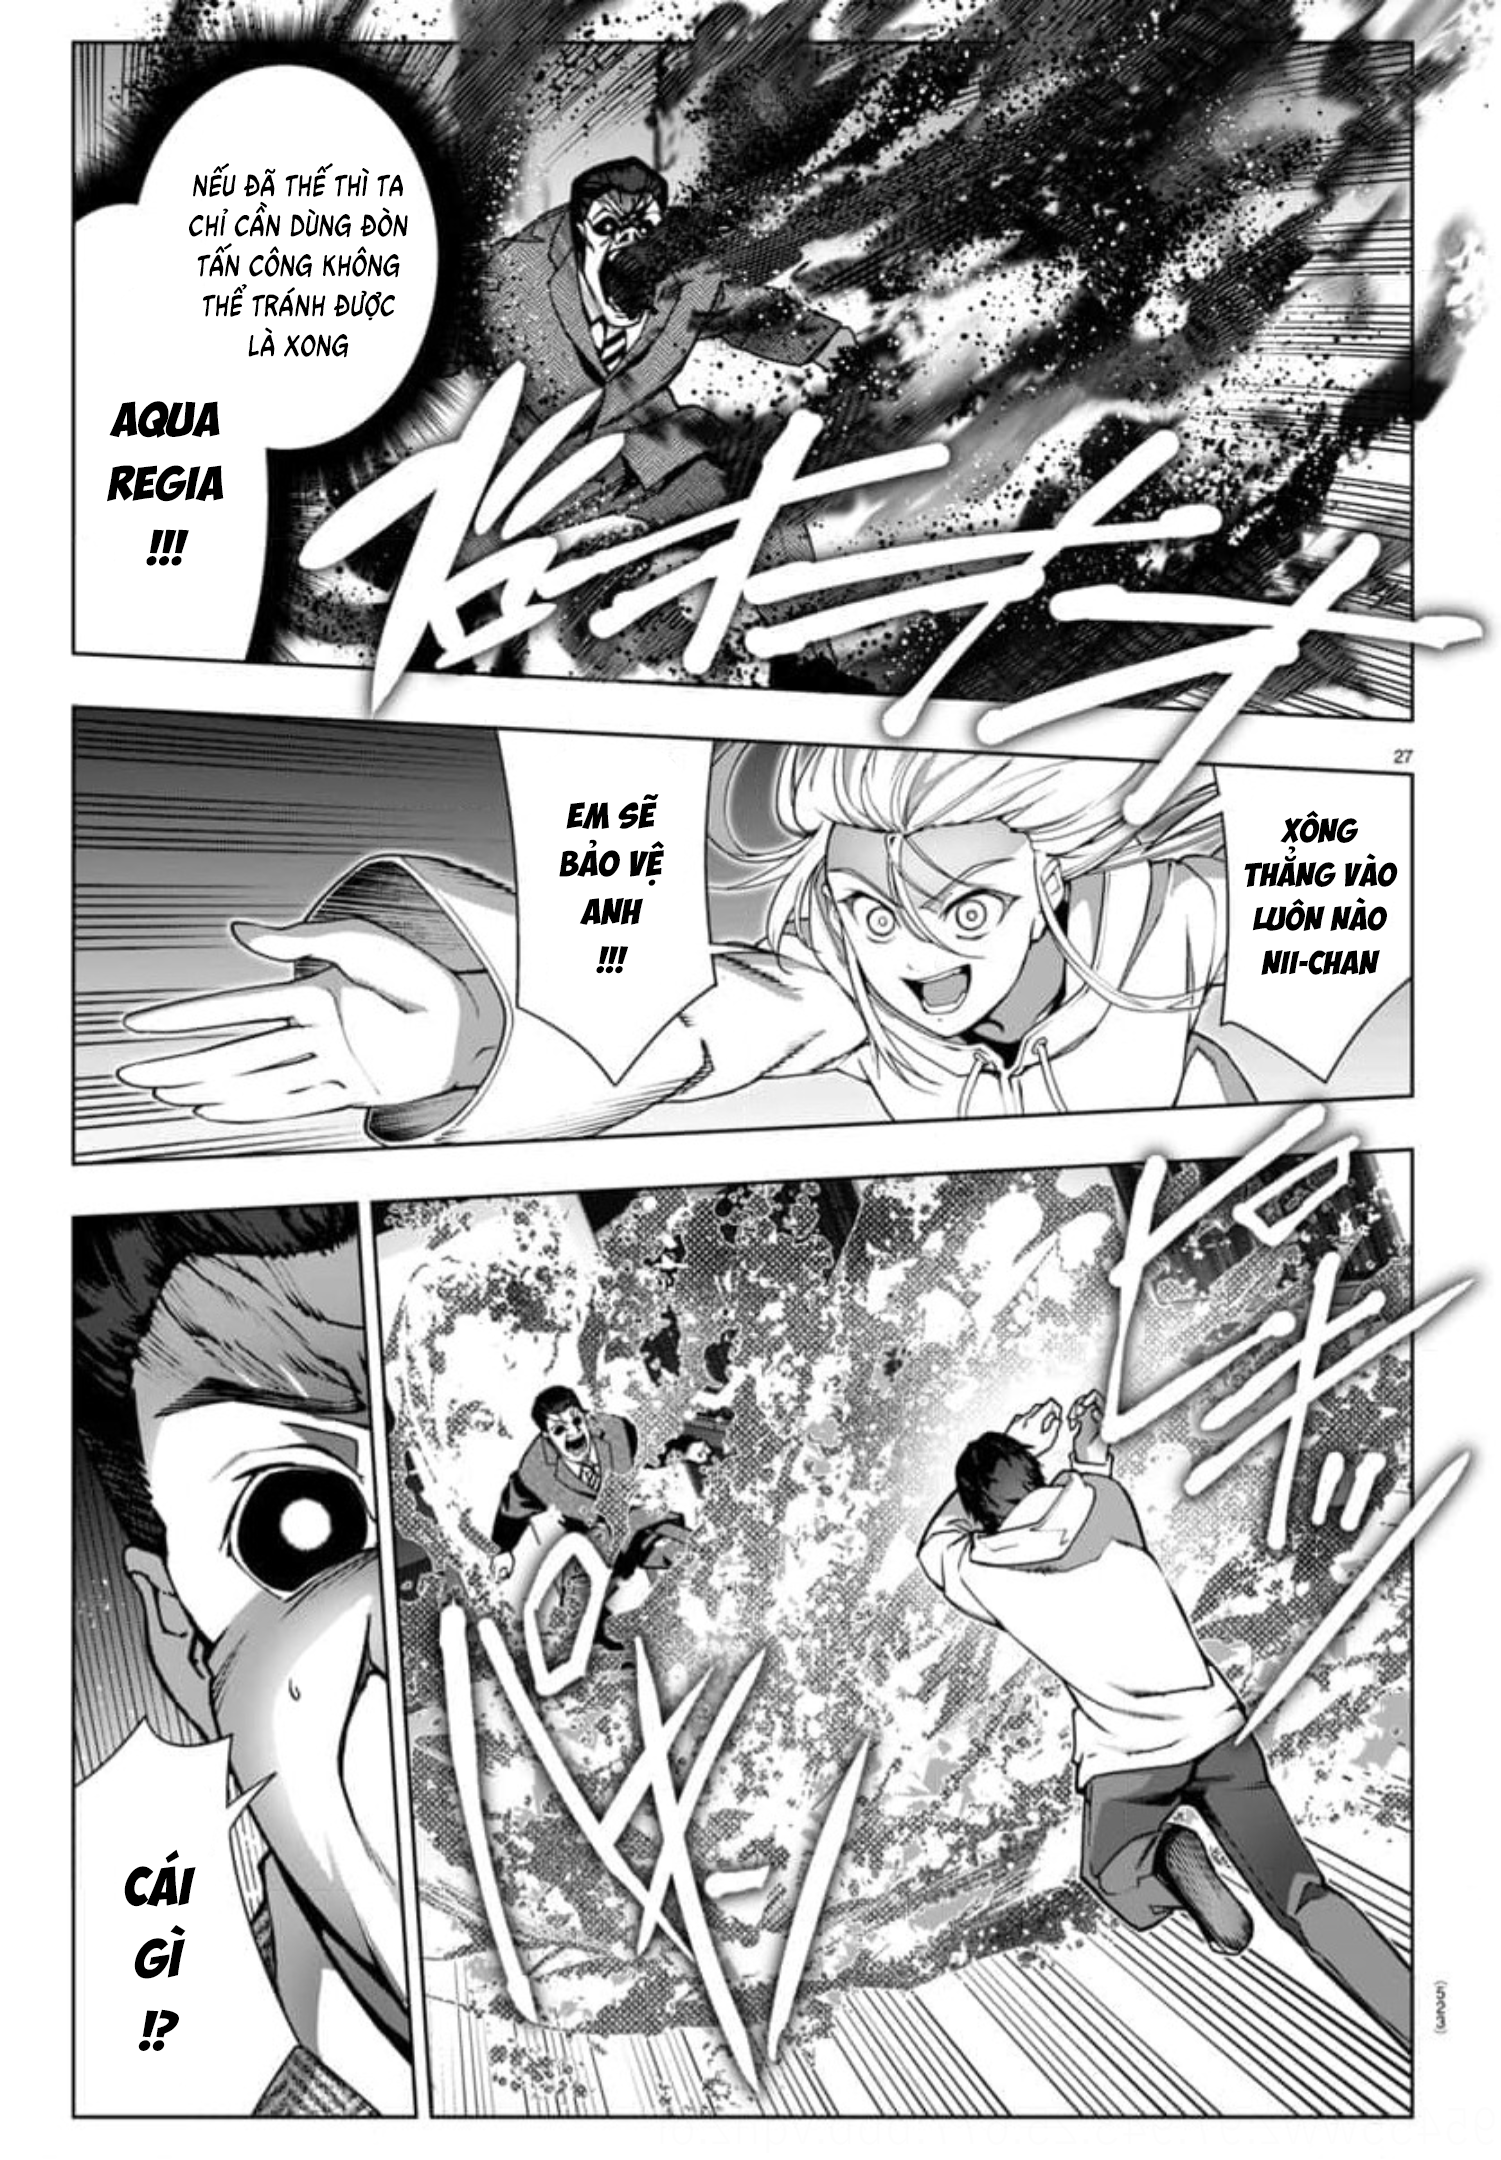 NẾU ĐÃ THẾ THÌ TA
CHỈ CẦN DÙNG ĐÒN
TẤN CÔNG KHÔNG
THỂ TRÁNH ĐƯỢC
LÀ XONG
AQUA
REGIA
!!!
27
XÔNG
THẲNG VÀO
LUÔN NÀO
NII-CHAN
EM SẼ
BẢO VỆ
ANH
!!!
CÁI
GÌ
!?